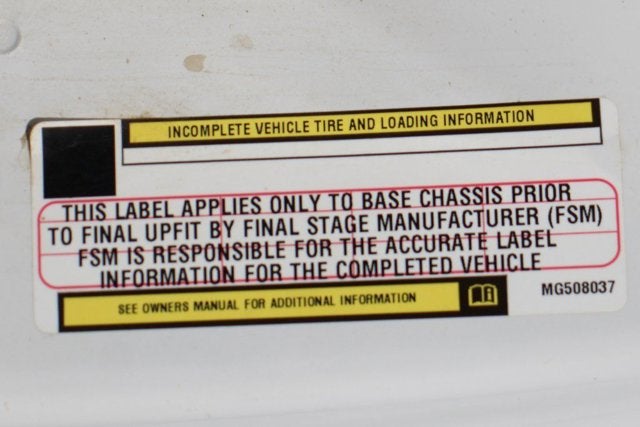 INCOMPLETE VEHICLE TIRE AND LOADING INFORMATION
THIS LABEL APPLIES ONLY TO BASE CHASSIS PRIOR
TO FINAL UPFIT BY FINAL STAGE MANUFACTURER (FSM)
FSM IS RESPONSIBLE FOR THE ACCURATE LABEL
INFORMATION FOR THE COMPLETED VEHICLE
SEE OWNERS MANUAL FOR ADDITIONAL INFORMATION
MG508037